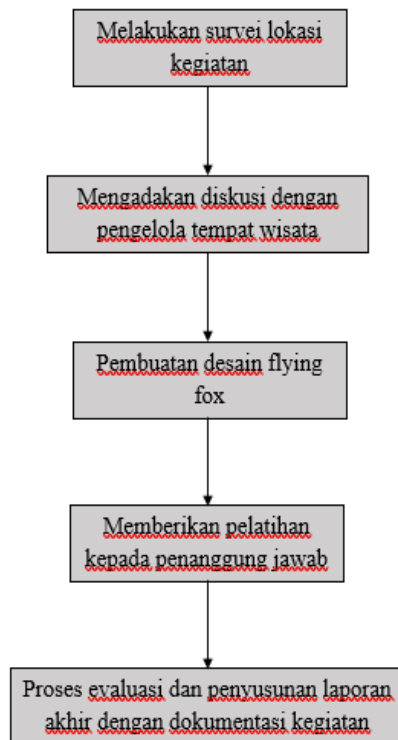 Melakukan survei lokasi
kegiatan
Mengadakan diskusi dengan
pengelola tempat wisata
Pembuatan desain flying
fox
Memberikan pelatihan
kepada penanggung jawab
Proses evaluasi dan penyusunan laporan
akhir dengan dokumentasi kegiatan